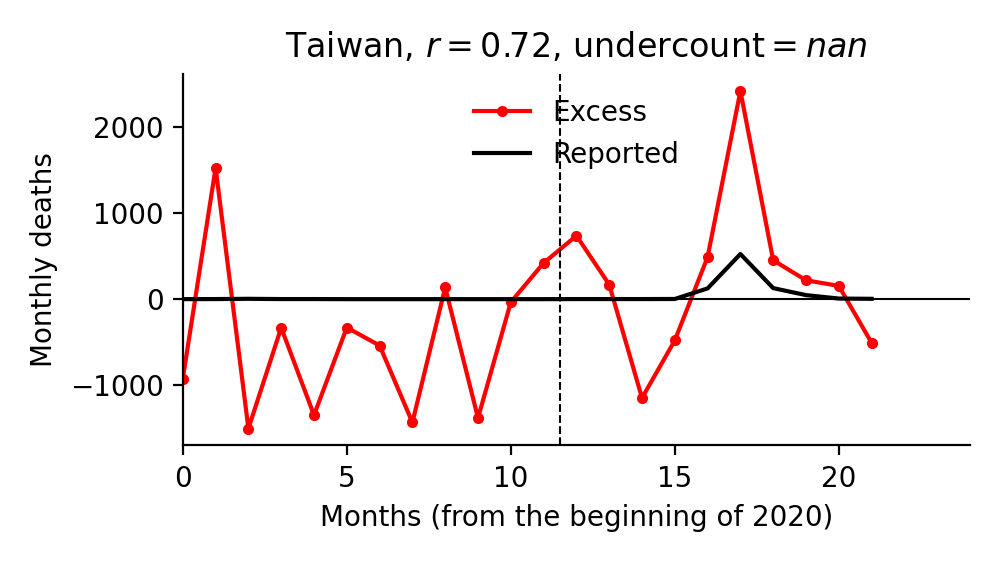 Taiwan, r = 0.72, undercount = nan
Monthly deaths
2000
1000
0
−1000
Excess
Reported
0 5 10 15 20
Months (from the beginning of 2020)